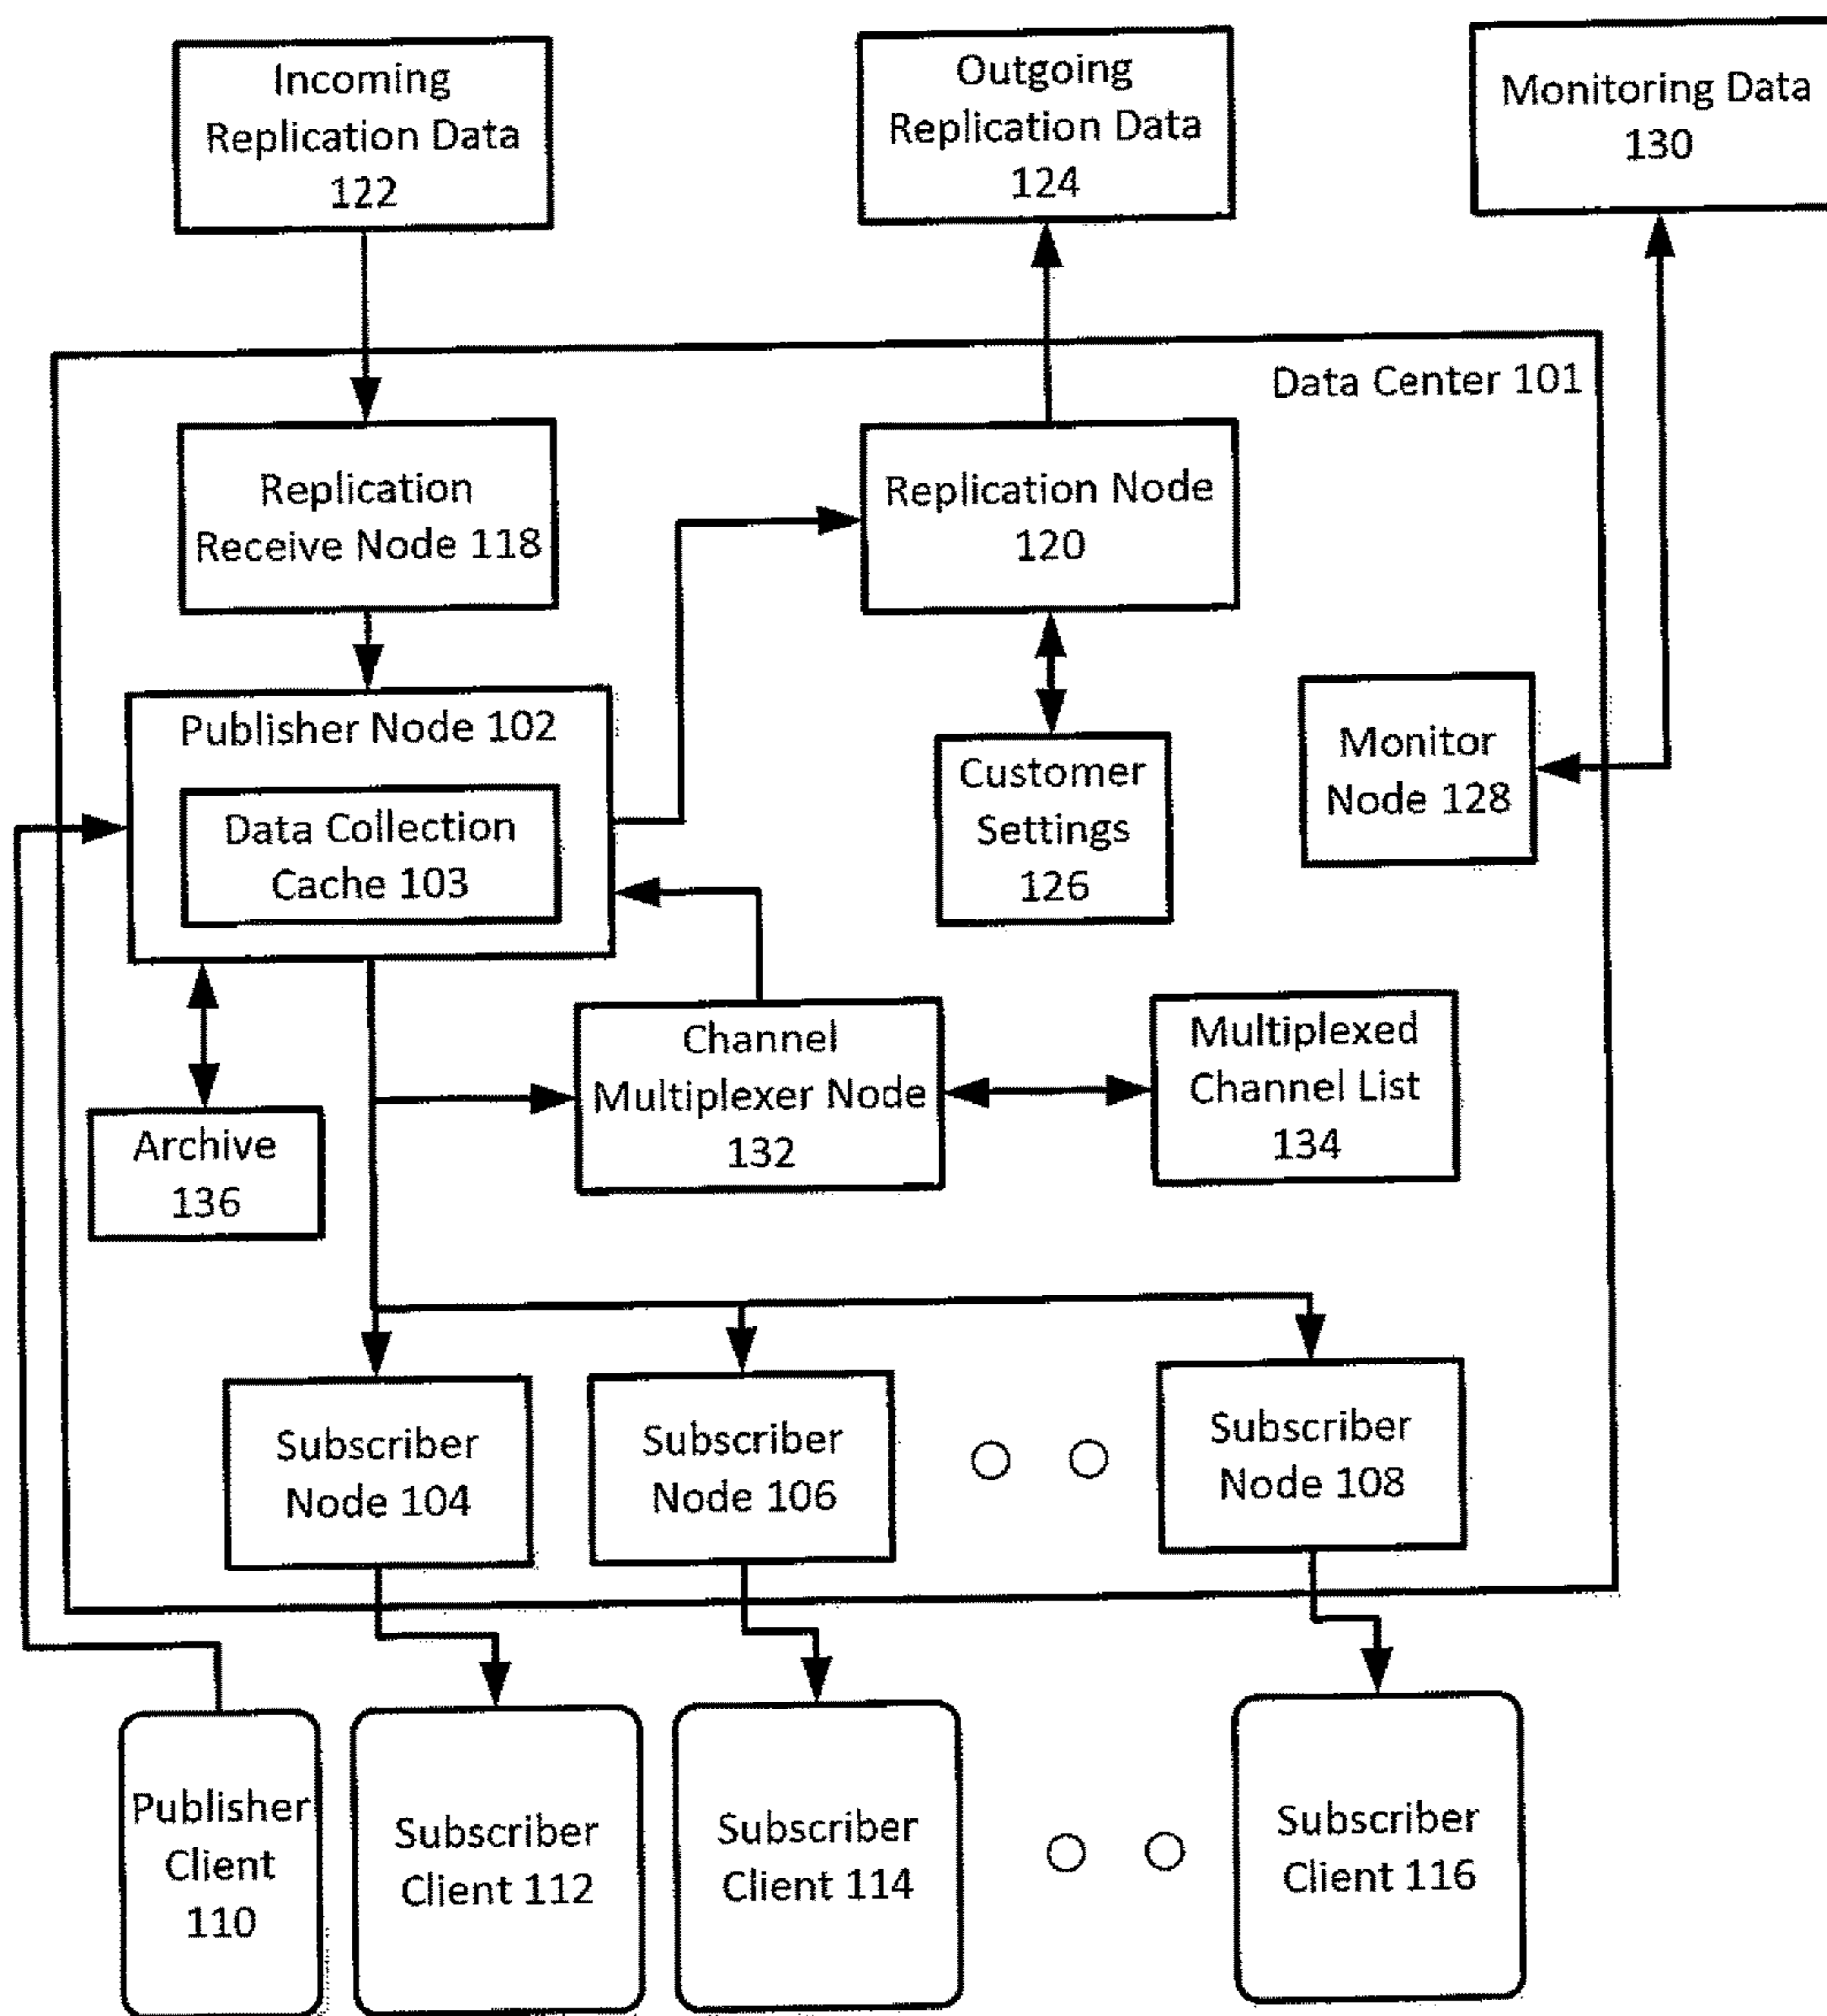 Incoming
Replication Data
122
Outgoing
Replication Data
124
Monitoring Data
130
Data Center 101
Replication
Receive Node 118
Replication Node
120
Publisher Node 102
Data Collection
Cache 103
Customer
Settings
126
Monitor
Node 128
Channel
Multiplexer Node
132
Multiplexed
Channel List
134
Archive
136
Subscriber
Node 104
Subscriber
Node 106
Subscriber
Node 108
Publisher
Client
110
Subscriber
Client 112
Subscriber
Client 114
Subscriber
Client 116